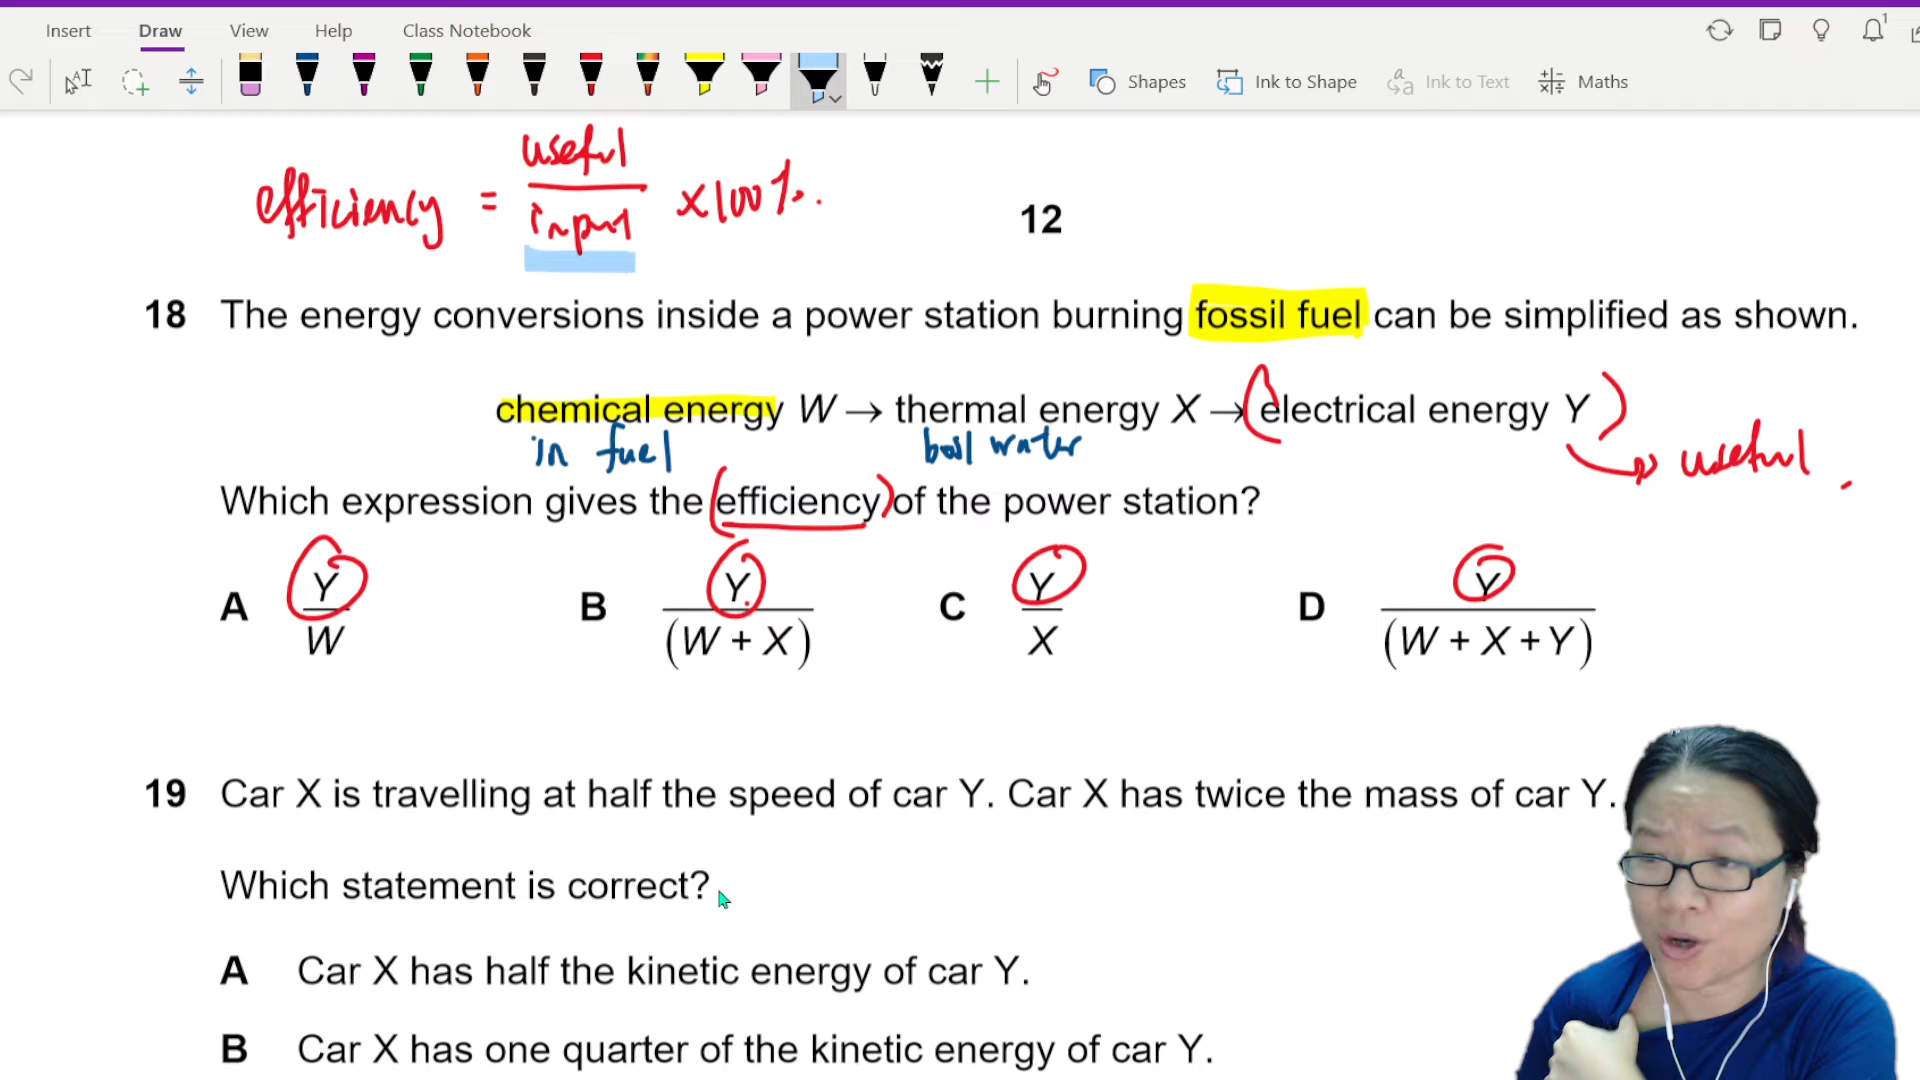 Insert Draw View Help Class Notebook
1
Shapes Ink to Shape Ink to Text Maths
efficiency = useful / input × 100%.
12
18 The energy conversions inside a power station burning fossil fuel can be simplified as shown.
chemical energy W → thermal energy X → (electrical energy Y)
in fuel boil water useful.
Which expression gives the (efficiency) of the power station?
A Y/W B Y/(W + X) C Y/X D Y/(W + X + Y)
19 Car X is travelling at half the speed of car Y. Car X has twice the mass of car Y.
Which statement is correct?
A Car X has half the kinetic energy of car Y.
B Car X has one quarter of the kinetic energy of car Y.